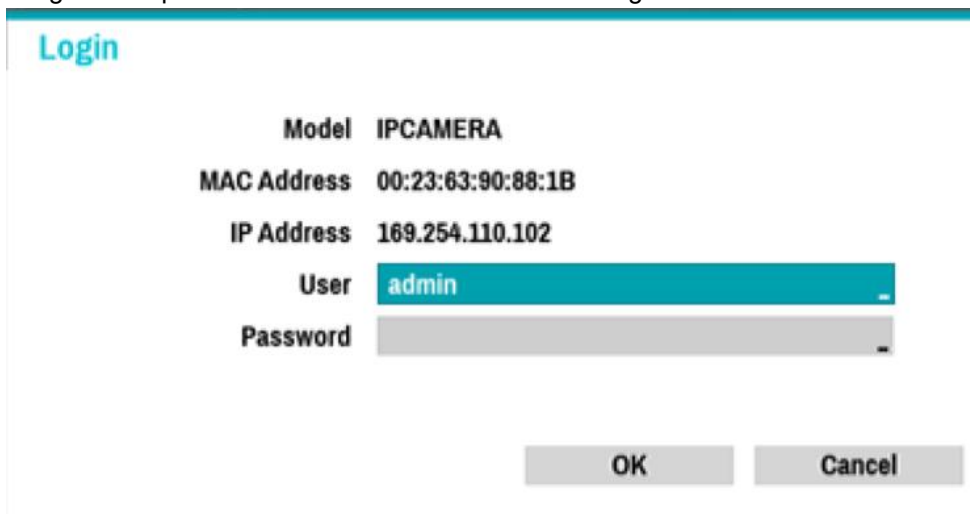 Login
Model IPCAMERA
MAC Address 00:23:63:90:88:1B
IP Address 169.254.110.102
User admin
Password
OK Cancel